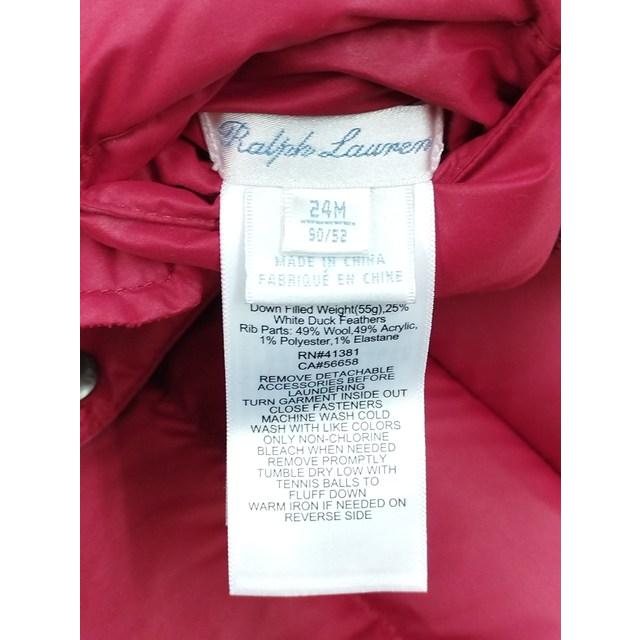 Ralph Lauren
24M
90/52
MADE IN CHINA
FABRIQUÉ EN CHINE
Down Filled Weight(55g),25%
White Duck Feathers
Rib Parts: 49% Wool,49% Acrylic,
1% Polyester,1% Elastane
RN#41381
CA#56658
REMOVE DETACHABLE
ACCESSORIES BEFORE
LAUNDERING
TURN GARMENT INSIDE OUT
CLOSE FASTENERS
MACHINE WASH COLD
WASH WITH LIKE COLORS
ONLY NON-CHLORINE
BLEACH WHEN NEEDED
REMOVE PROMPTLY
TUMBLE DRY LOW WITH
TENNIS BALLS TO
FLUFF DOWN
WARM IRON IF NEEDED ON
REVERSE SIDE